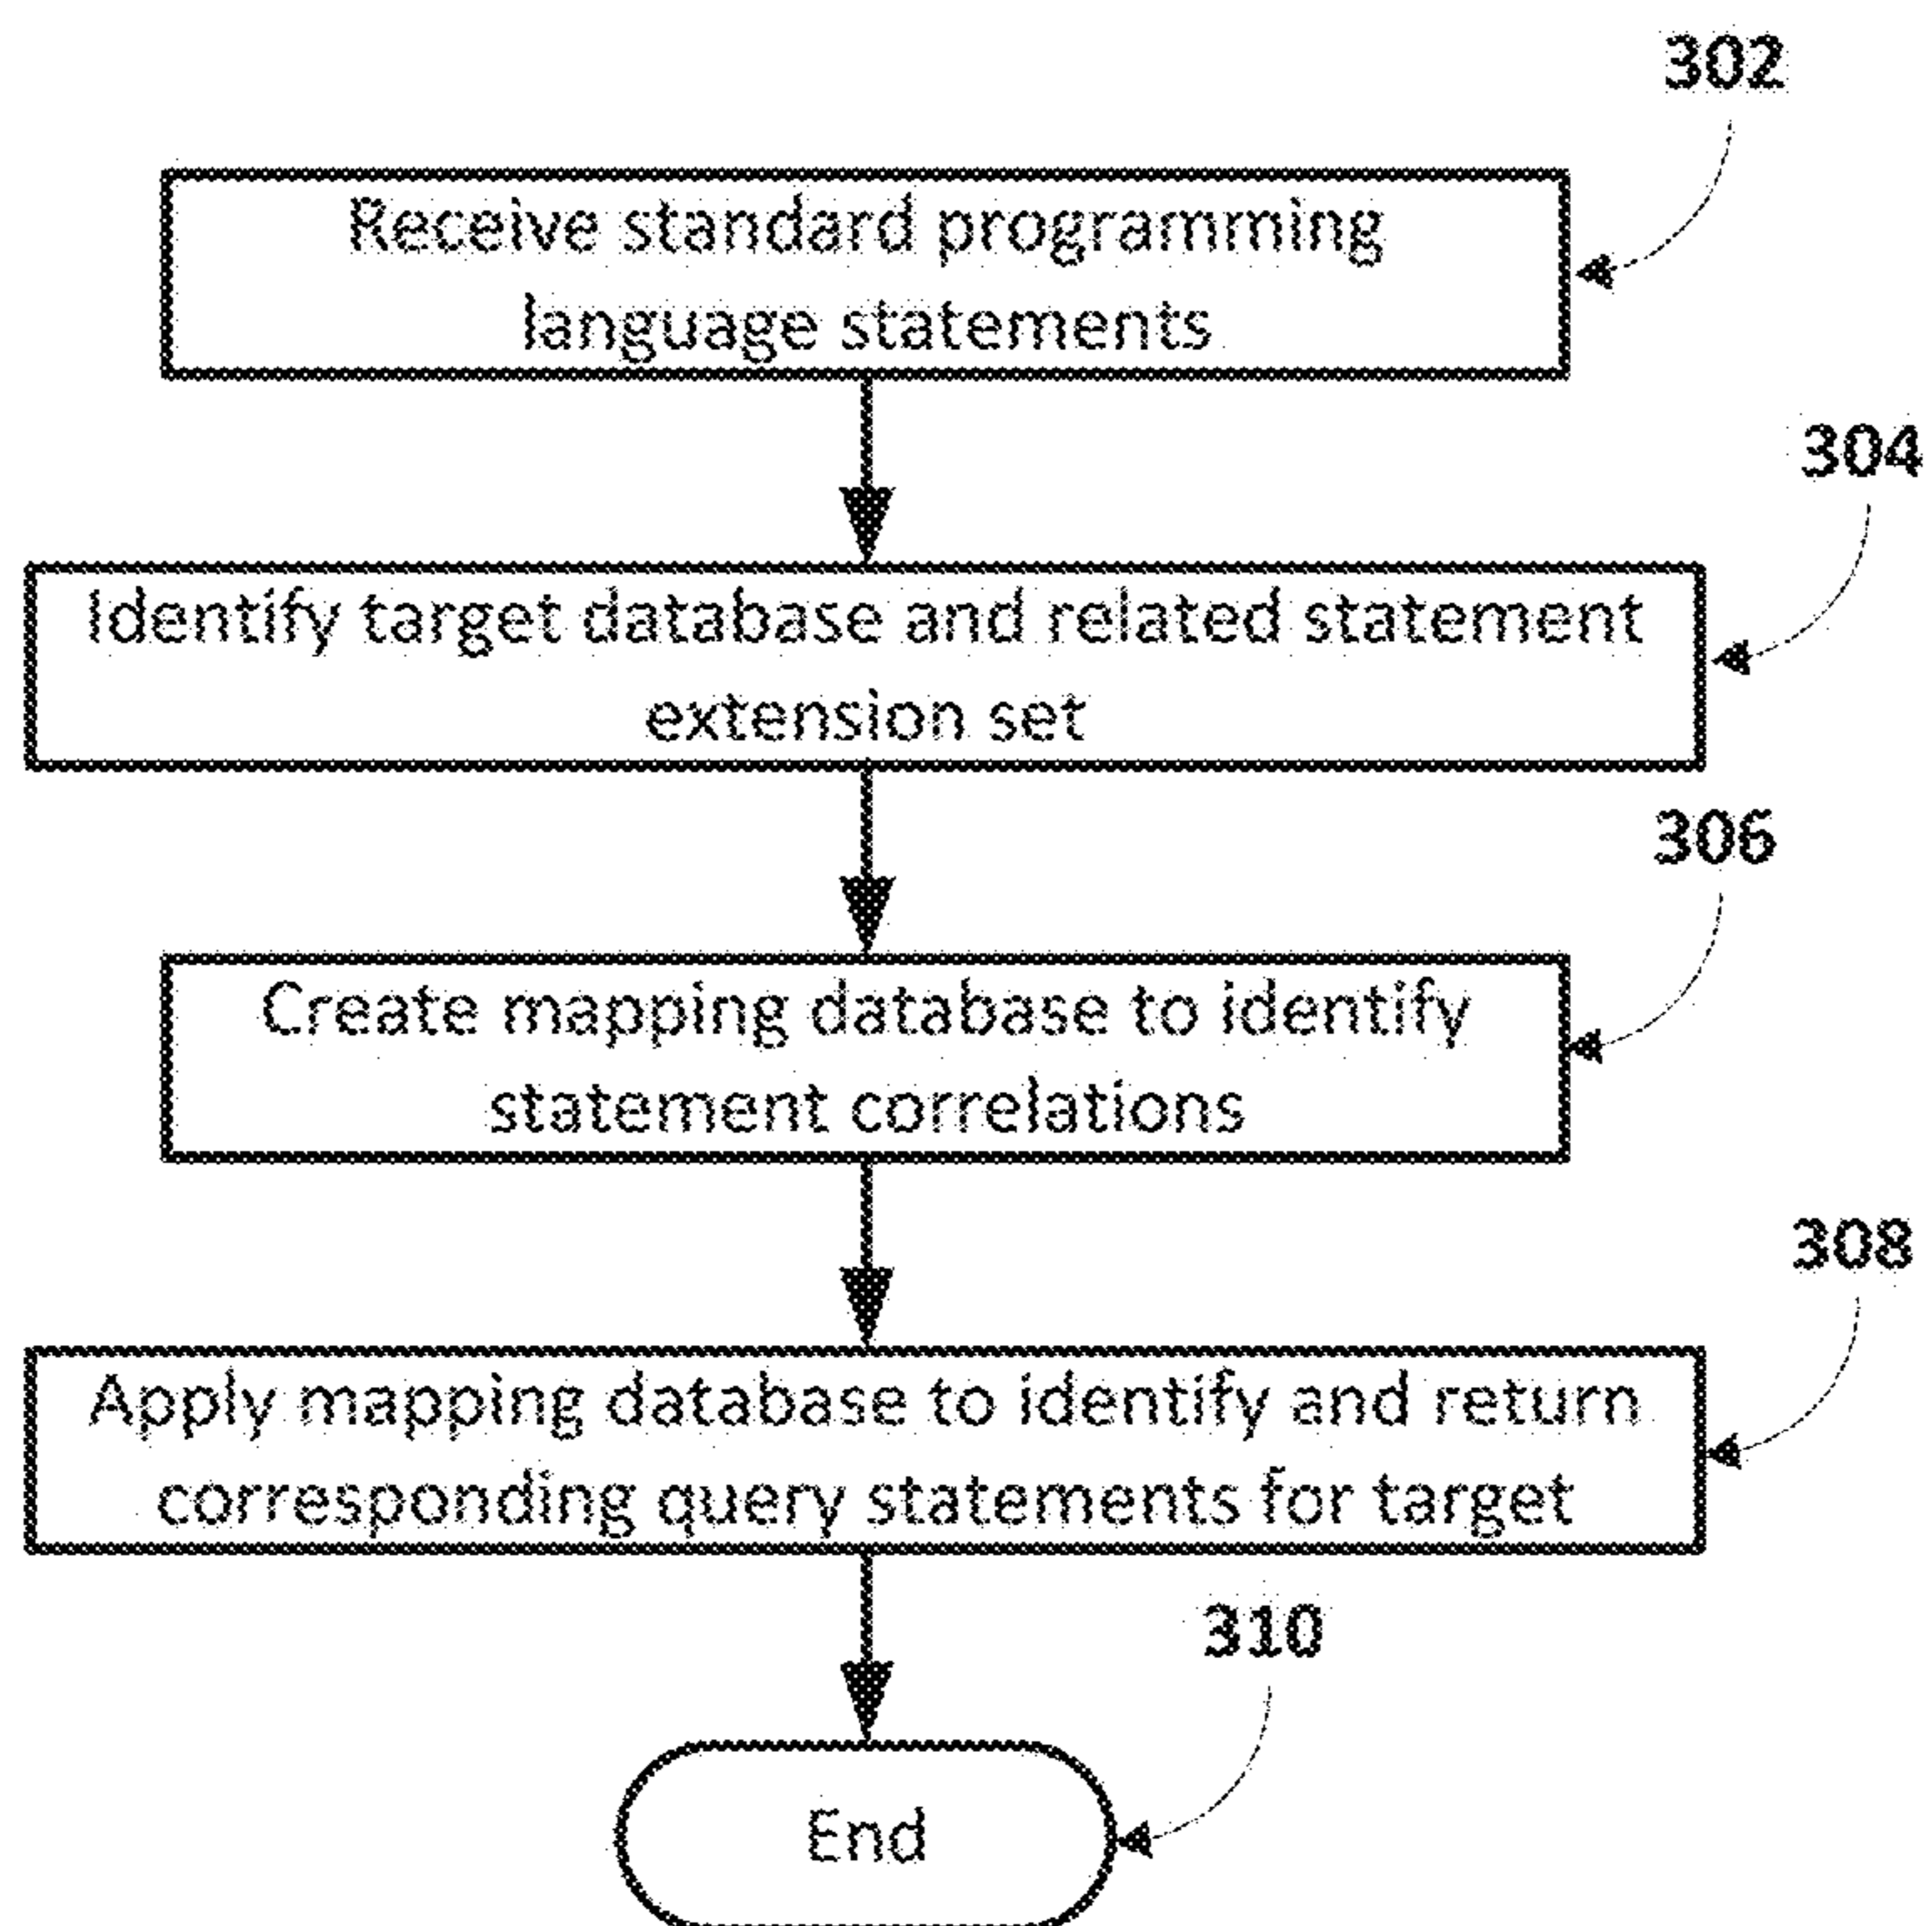 302
Receive standard programming
language statements
304
Identify target database and related statement
extension set
306
Create mapping database to identify
statement correlations
308
Apply mapping database to identify and return
corresponding query statements for target
310
End